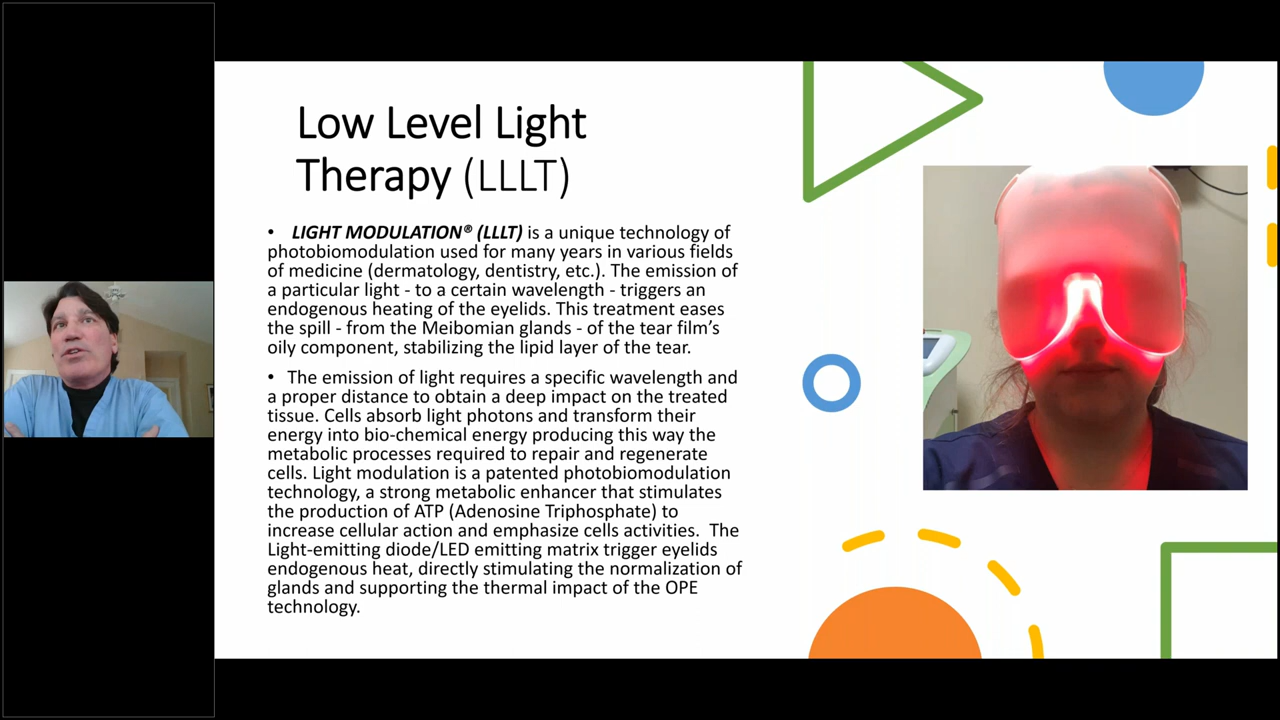 Low Level Light
Therapy (LLLT)
• LIGHT MODULATION® (LLLT) is a unique technology of
photobiomodulation used for many years in various fields
of medicine (dermatology, dentistry, etc.). The emission of
a particular light - to a certain wavelength - triggers an
endogenous heating of the eyelids. This treatment eases
the spill - from the Meibomian glands - of the tear film’s
oily component, stabilizing the lipid layer of the tear.
• The emission of light requires a specific wavelength and
a proper distance to obtain a deep impact on the treated
tissue. Cells absorb light photons and transform their
energy into bio-chemical energy producing this way the
metabolic processes required to repair and regenerate
cells. Light modulation is a patented photobiomodulation
technology, a strong metabolic enhancer that stimulates
the production of ATP (Adenosine Triphosphate) to
increase cellular action and emphasize cells activities. The
Light-emitting diode/LED emitting matrix trigger eyelids
endogenous heat, directly stimulating the normalization of
glands and supporting the thermal impact of the OPE
technology.